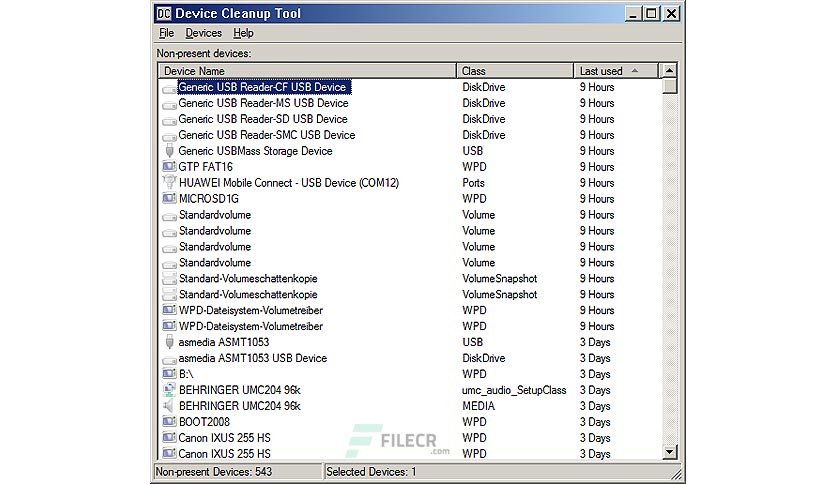 DC Device Cleanup Tool
File Devices Help
Non-present devices:
Device Name Class Last used
Generic USB Reader-CF USB Device DiskDrive 9 Hours
Generic USB Reader-MS USB Device DiskDrive 9 Hours
Generic USB Reader-SD USB Device DiskDrive 9 Hours
Generic USB Reader-SMC USB Device DiskDrive 9 Hours
Generic USBMass Storage Device USB 9 Hours
GTP FAT16 WPD 9 Hours
HUAWEI Mobile Connect - USB Device (COM12) Ports 9 Hours
MICROSD1G WPD 9 Hours
Standardvolume Volume 9 Hours
Standardvolume Volume 9 Hours
Standardvolume Volume 9 Hours
Standardvolume Volume 9 Hours
Standard-Volumeschattenkopie VolumeSnapshot 9 Hours
Standard-Volumeschattenkopie VolumeSnapshot 9 Hours
WPD-Dateisystem-Volumetreiber WPD 9 Hours
WPD-Dateisystem-Volumetreiber WPD 9 Hours
asmedia ASMT1053 USB 3 Days
asmedia ASMT1053 USB Device DiskDrive 3 Days
B:\ WPD 3 Days
BEHRINGER UMC204 96k umc_audio_SetupClass 3 Days
BEHRINGER UMC204 96k MEDIA 3 Days
BOOT2008 WPD 3 Days
Canon IXUS 255 HS WPD 3 Days
Canon IXUS 255 HS WPD 3 Days
FILECR
.com
Non-present Devices: 543 Selected Devices: 1